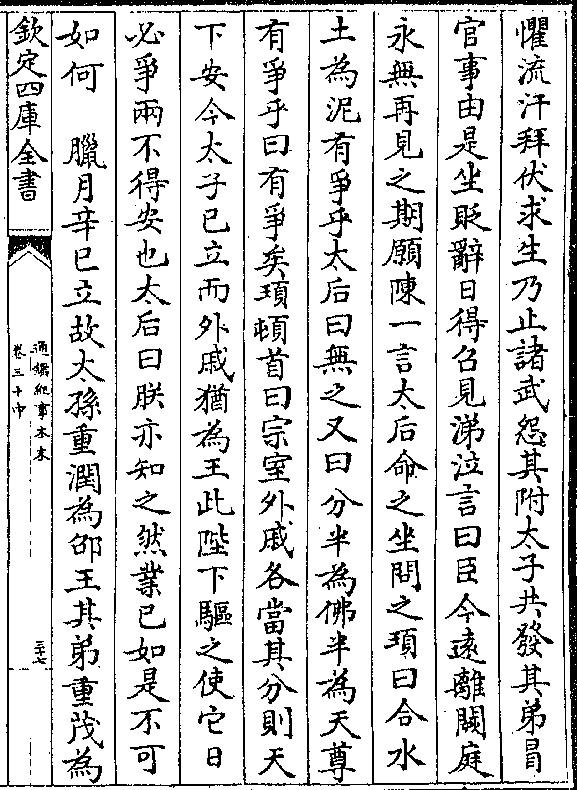 懼流汗拜伏求生乃止諸武怨其附太子共發其弟冐
官事由是坐貶辭日得召見涕泣言曰臣今逺離闕庭
永無再見之期願陳一言太后命之坐問之頊曰合水
土為泥有爭乎太后曰無之又曰分半為佛半為天尊
有爭乎曰有爭矣頊頓首曰宗室外戚各當其分則天
下安今太子已立而外戚猶為王此陛下驅之使它日
必爭兩不得安也太后曰朕亦知之然業已如是不可
如何　臘月辛巳立故太孫重潤為邵王其弟重茂為
欽定四庫全書
通鑑紀事本末
卷三十中
三十七